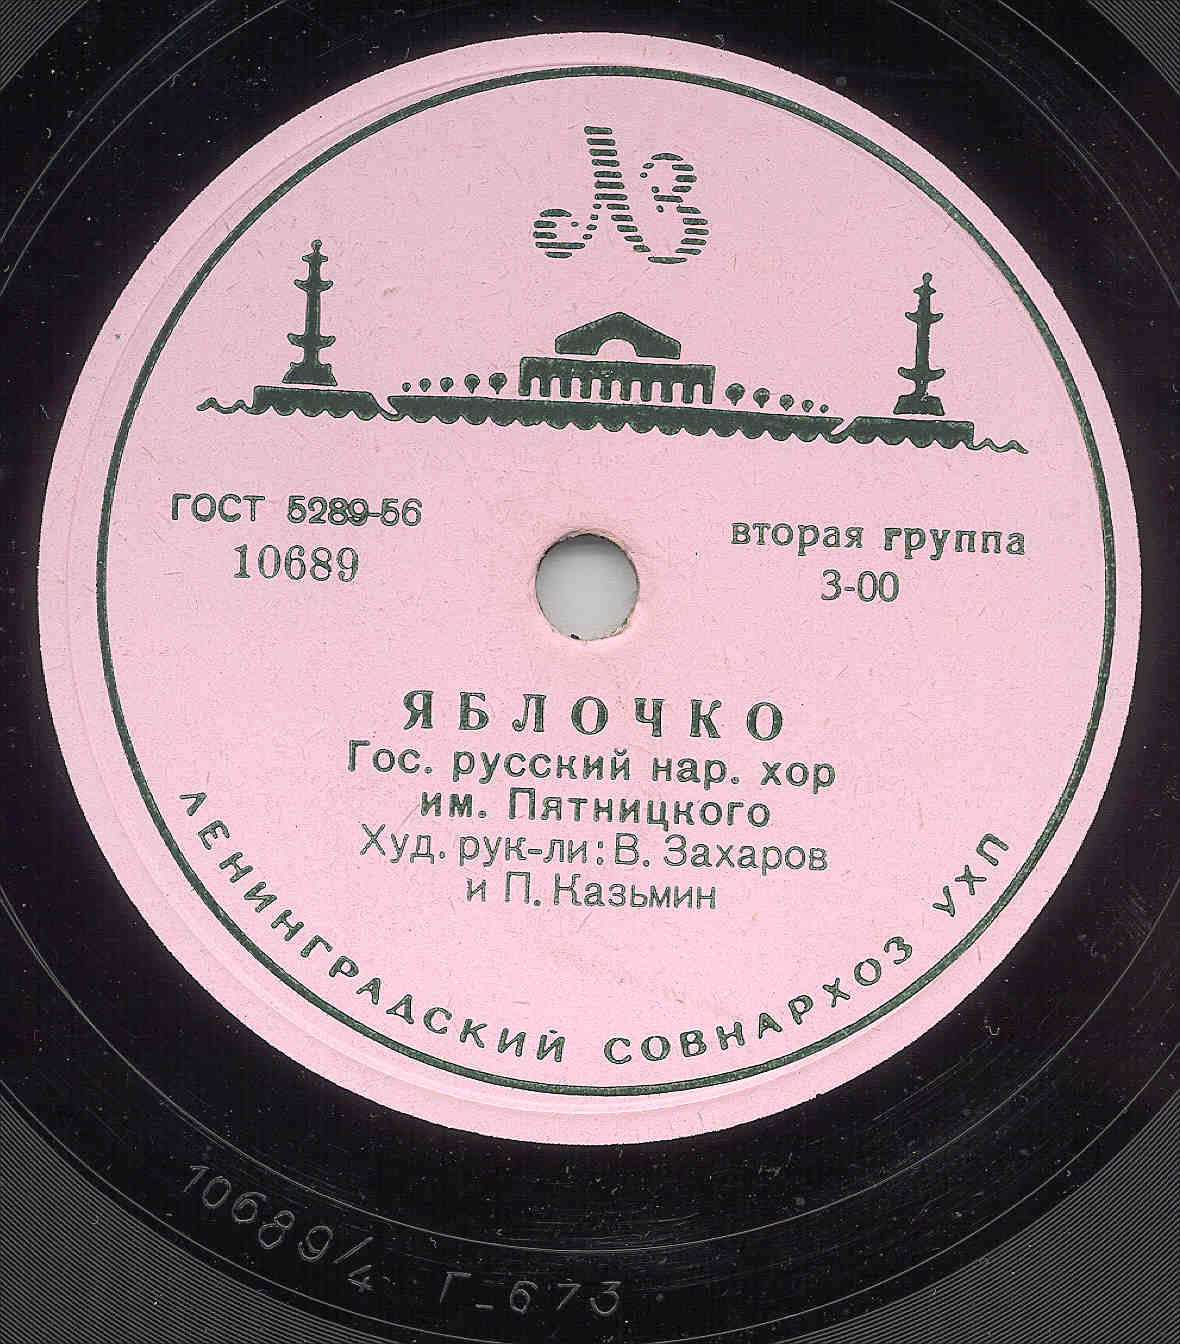 ЛЗ
ГОСТ 5289-56
10689
вторая группа
3-00
ЯБЛОЧКО
Гос. русский нар. хор
им. Пятницкого
Худ. рук-ли: В. Захаров
и П. Казьмин
ЛЕНИНГРАДСКИЙ СОВНАРХОЗ УХП
10689/4 Г-673